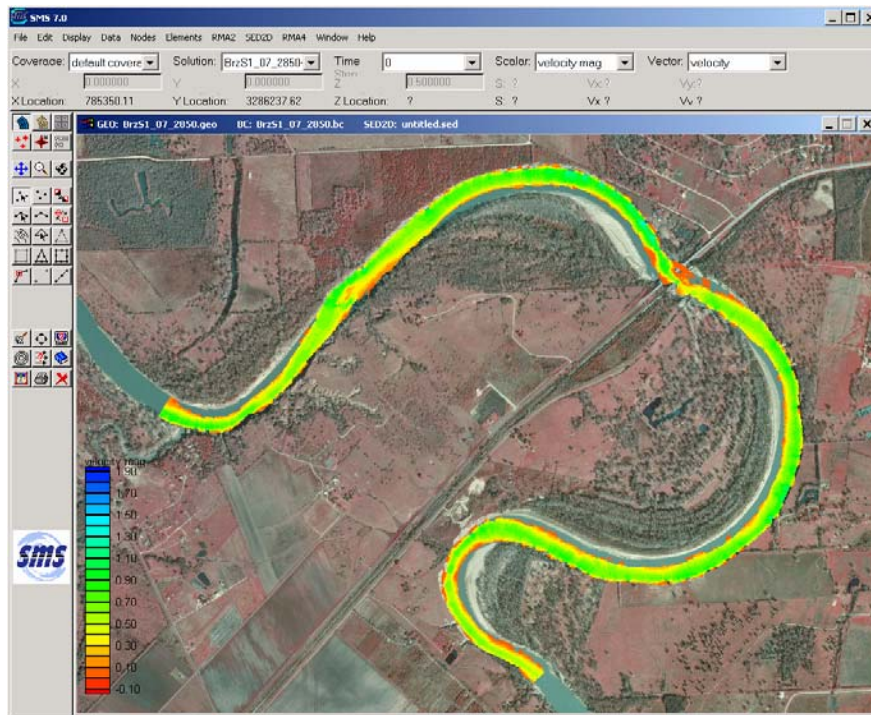 SMS 7.0
File Edit Display Data Nodes Elements RMA2 SED2D RMA4 Window Help
Coverage: default covera Solution: BrzS1_07_2850- Time 0 Scalar: velocity mag Vector: velocity
X 0.000000 Y 0.000000 Z 0.500000 S: ? Vx: ? Vy: ?
X Location: 785350.11 Y Location: 3286237.62 Z Location: ? S: ? Vx ? Vy ?
GEO: BrzS1_07_2850.geo BC: BrzS1_07_2850.bc SED2D: untitled.sed
velocity mag
1.90
1.70
1.50
1.30
1.10
0.90
0.70
0.50
0.30
0.10
-0.10
sms